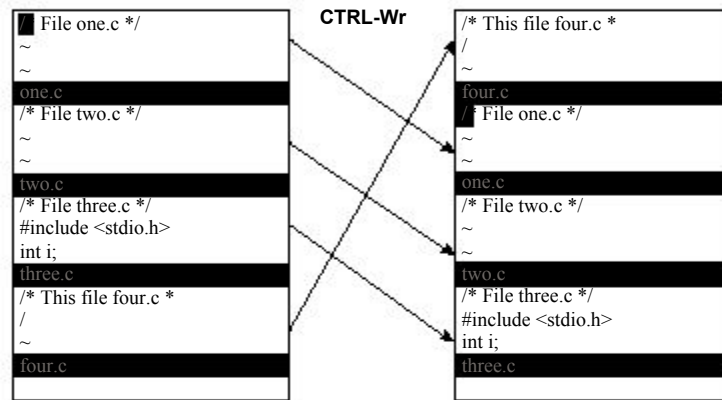 CTRL-Wr
/* File one.c */
~
~
one.c
/* File two.c */
~
~
two.c
/* File three.c */
#include <stdio.h>
int i;
three.c
/* This file four.c *
/
~
four.c
/* This file four.c *
/
~
four.c
/* File one.c */
~
~
one.c
/* File two.c */
~
~
two.c
/* File three.c */
#include <stdio.h>
int i;
three.c